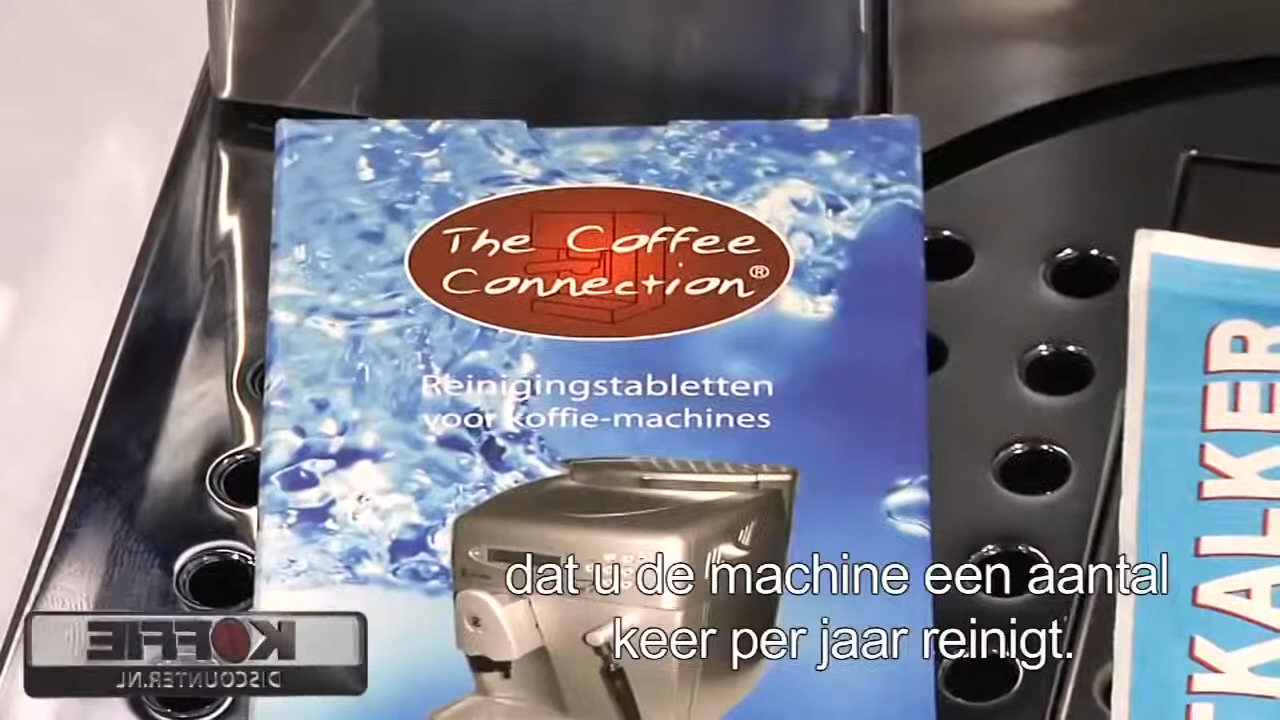 The Coffee
Connection®
Reinigingstabletten
voor koffie-machines
dat u de machine een aantal
keer per jaar reinigt.
KOFFIE
DISCOUNTER.NL